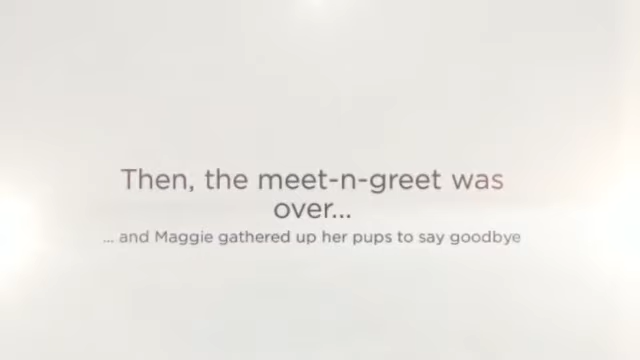 Then, the meet-n-greet was
over...
... and Maggie gathered up her pups to say goodbye